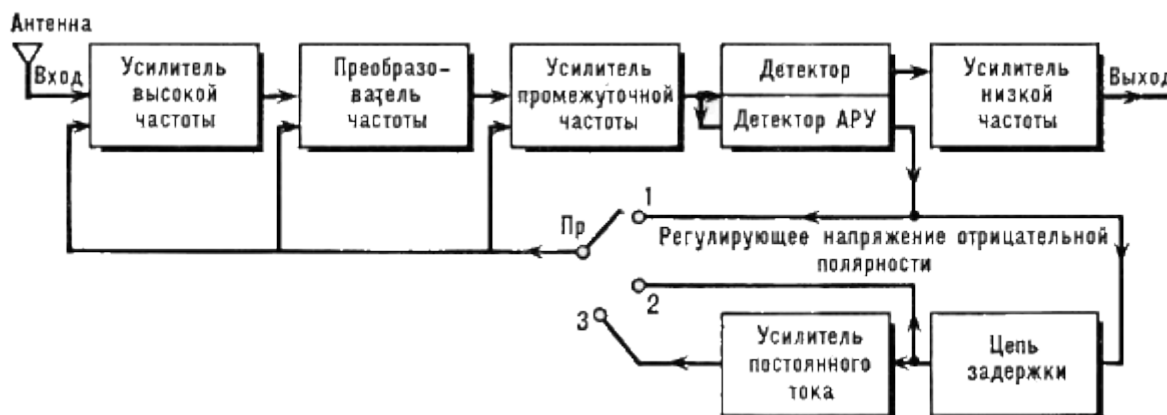 Антенна
Вход
Усилитель
высокой
частоты
Преобразо-
ватель
частоты
Усилитель
промежуточной
частоты
Детектор
Детектор АРУ
Усилитель
низкой
частоты
Выход
Пр
1
Регулирующее напряжение отрицательной
полярности
2
3
Усилитель
постоянного
тока
Цепь
задержки